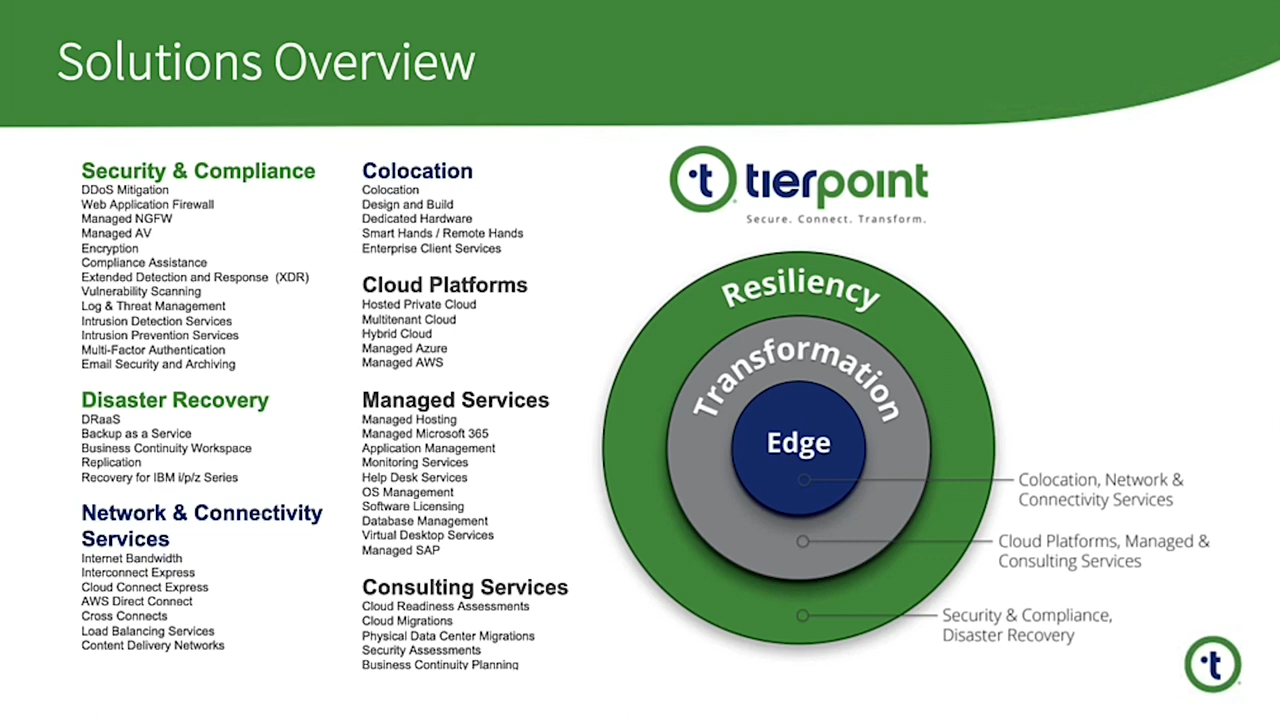 Solutions Overview
Security & Compliance
DDoS Mitigation
Web Application Firewall
Managed NGFW
Managed AV
Encryption
Compliance Assistance
Extended Detection and Response (XDR)
Vulnerability Scanning
Log & Threat Management
Intrusion Detection Services
Intrusion Prevention Services
Multi-Factor Authentication
Email Security and Archiving
Disaster Recovery
DRaaS
Backup as a Service
Business Continuity Workspace
Replication
Recovery for IBM i/p/z Series
Network & Connectivity
Services
Internet Bandwidth
Interconnect Express
Cloud Connect Express
AWS Direct Connect
Cross Connects
Load Balancing Services
Content Delivery Networks
Colocation
Colocation
Design and Build
Dedicated Hardware
Smart Hands / Remote Hands
Enterprise Client Services
Cloud Platforms
Hosted Private Cloud
Multitenant Cloud
Hybrid Cloud
Managed Azure
Managed AWS
Managed Services
Managed Hosting
Managed Microsoft 365
Application Management
Monitoring Services
Help Desk Services
OS Management
Software Licensing
Database Management
Virtual Desktop Services
Managed SAP
Consulting Services
Cloud Readiness Assessments
Cloud Migrations
Physical Data Center Migrations
Security Assessments
Business Continuity Planning
t tierpoint
Secure. Connect. Transform.
Resiliency
Transformation
Edge
Colocation, Network &
Connectivity Services
Cloud Platforms, Managed &
Consulting Services
Security & Compliance,
Disaster Recovery
t